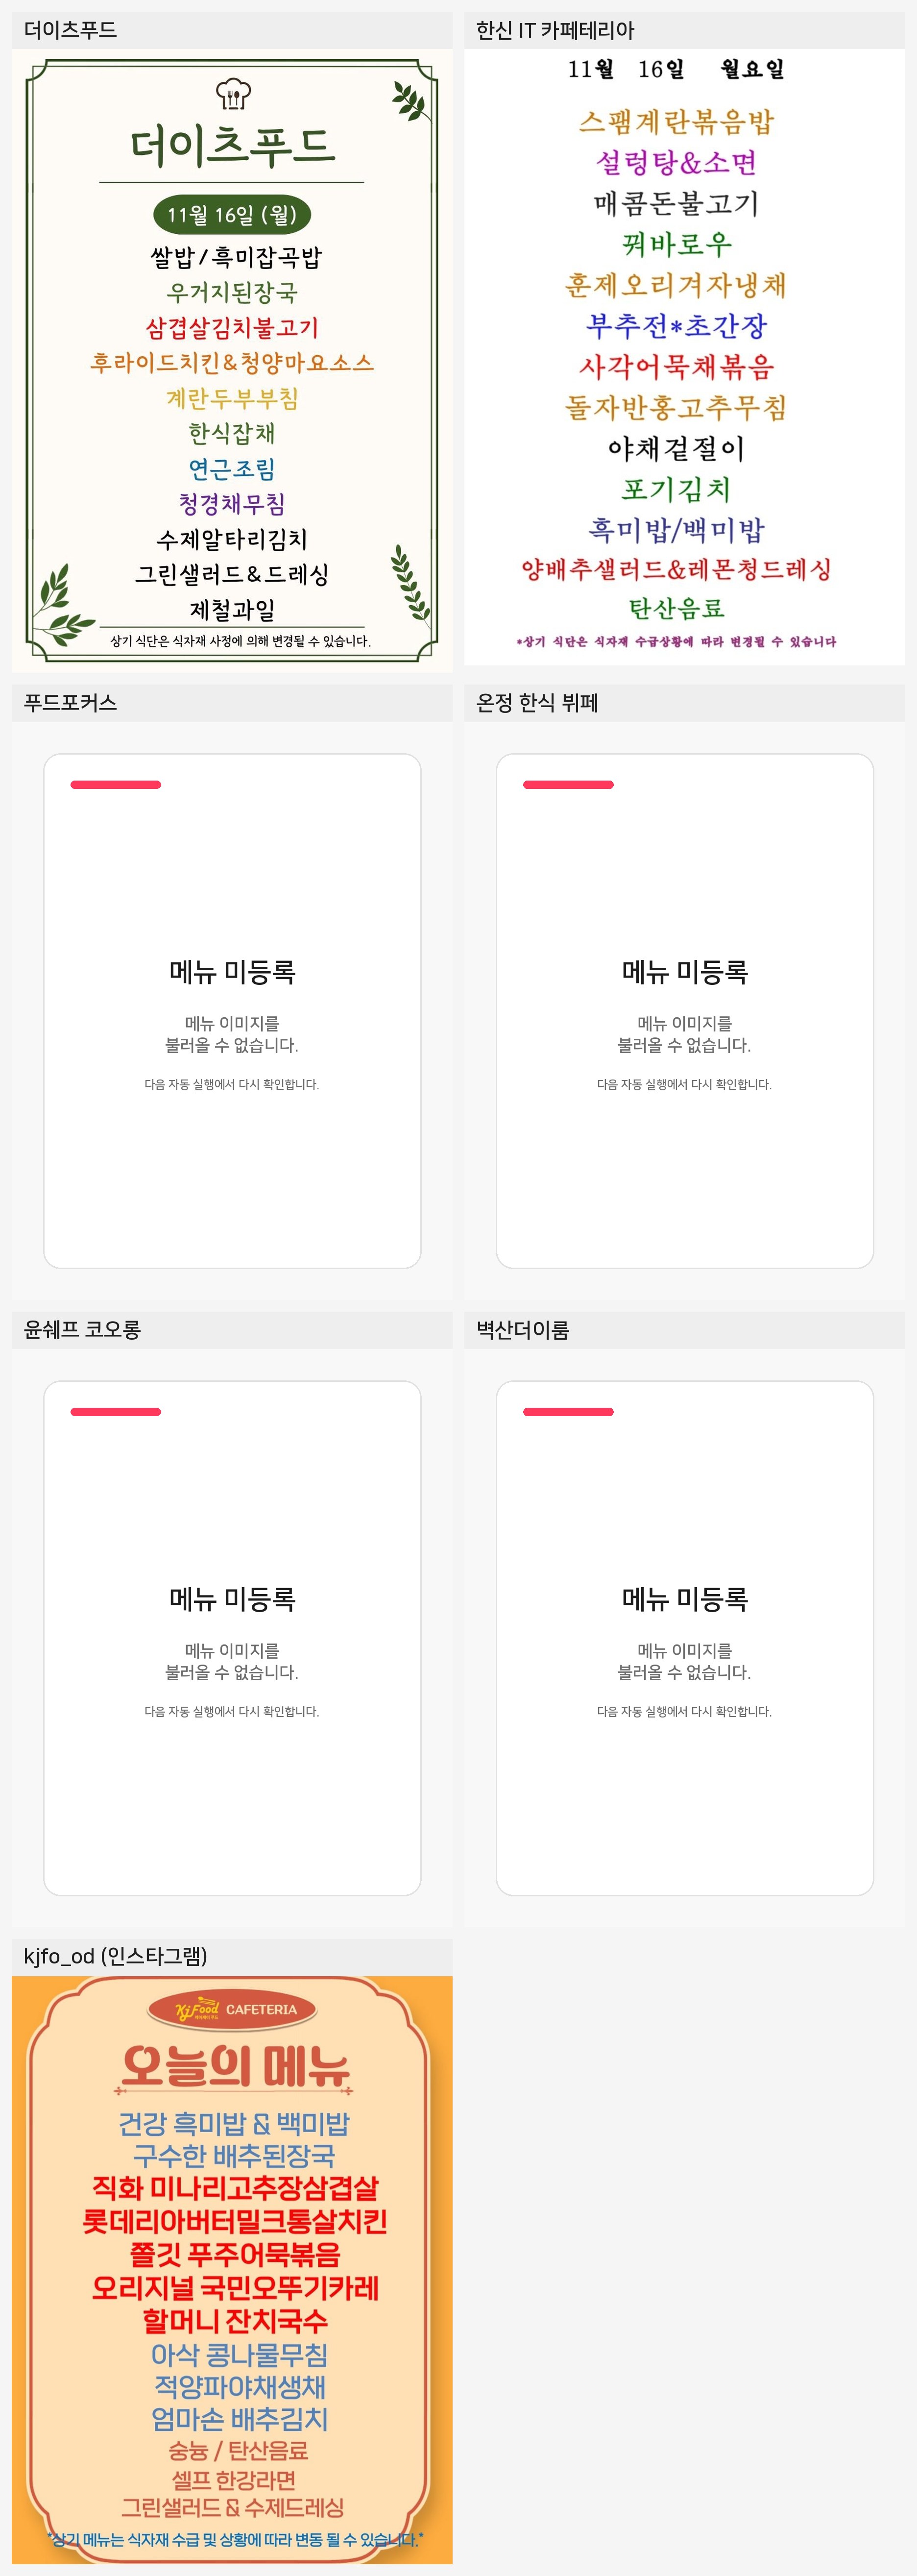 더이츠푸드
더이츠푸드
11월 16일 (월)
쌀밥/흑미잡곡밥
우거지된장국
삼겹살김치불고기
후라이드치킨&청양마요소스
계란두부부침
한식잡채
연근조림
청경채무침
수제알타리김치
그린샐러드&드레싱
제철과일
상기 식단은 식자재 사정에 의해 변경될 수 있습니다.
한신 IT 카페테리아
11월 16일 월요일
스팸계란볶음밥
설렁탕&소면
매콤돈불고기
꿔바로우
훈제오리겨자냉채
부추전*초간장
사각어묵채볶음
돌자반홍고추무침
야채겉절이
포기김치
흑미밥/백미밥
양배추샐러드&레몬청드레싱
탄산음료
*상기 식단은 식자재 수급상황에 따라 변경될 수 있습니다
푸드포커스
메뉴 미등록
메뉴 이미지를
불러올 수 없습니다.
다음 자동 실행에서 다시 확인합니다.
온정 한식 뷔페
메뉴 미등록
메뉴 이미지를
불러올 수 없습니다.
다음 자동 실행에서 다시 확인합니다.
윤쉐프 코오롱
메뉴 미등록
메뉴 이미지를
불러올 수 없습니다.
다음 자동 실행에서 다시 확인합니다.
벽산더이룸
메뉴 미등록
메뉴 이미지를
불러올 수 없습니다.
다음 자동 실행에서 다시 확인합니다.
kjfo_od (인스타그램)
KJ Food CAFETERIA
오늘의 메뉴
건강 흑미밥 & 백미밥
구수한 배추된장국
직화 미나리고추장삼겹살
롯데리아버터밀크통살치킨
쫄깃 푸주어묵볶음
오리지널 국민오뚜기카레
할머니 잔치국수
아삭 콩나물무침
적양파야채생채
엄마손 배추김치
숭늉 / 탄산음료
셀프 한강라면
그린샐러드 & 수제드레싱
*상기 메뉴는 식자재 수급 및 상황에 따라 변동 될 수 있습니다.*